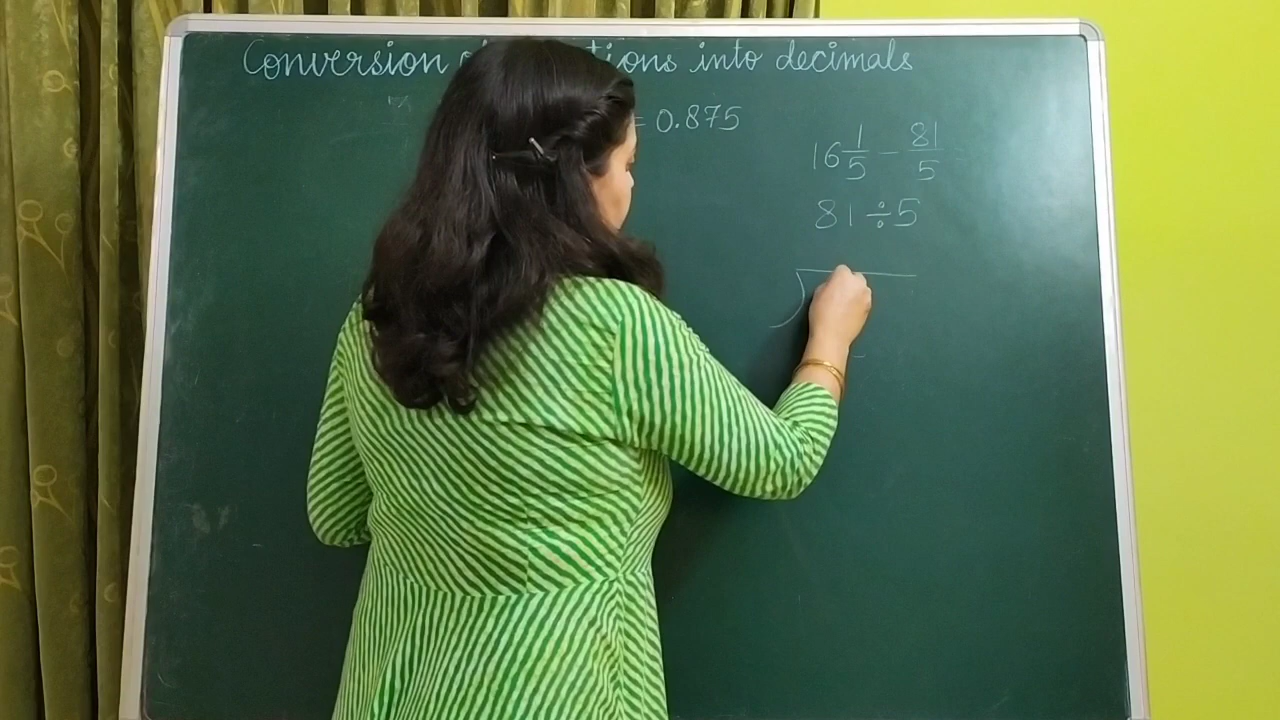 Conversion tions into decimals
= 0.875
16 1/5 - 81/5
81 ÷ 5